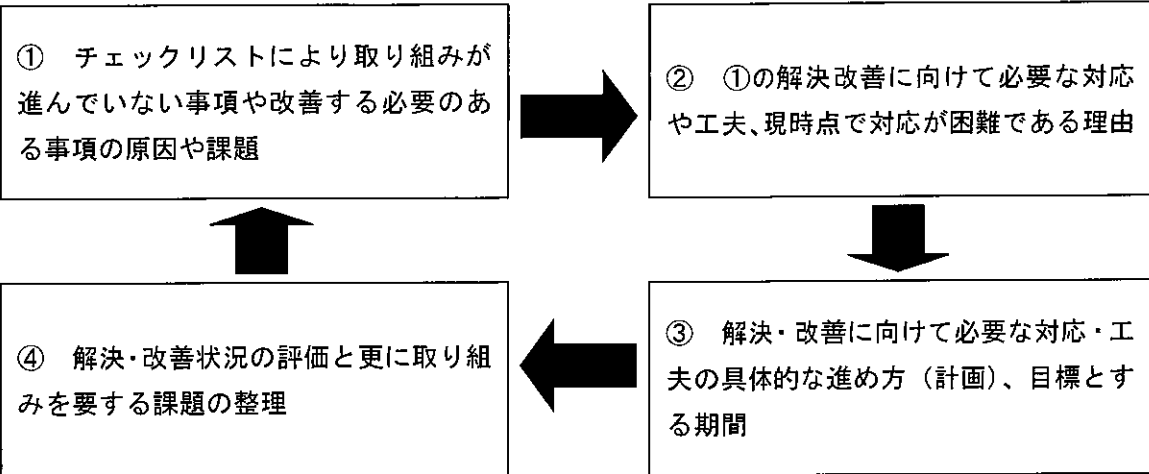 ① チェックリストにより取り組みが
進んでいない事項や改善する必要のあ
る事項の原因や課題
② ①の解決改善に向けて必要な対応
や工夫、現時点で対応が困難である理由
③ 解決・改善に向けて必要な対応・工
夫の具体的な進め方（計画）、目標とす
る期間
④ 解決・改善状況の評価と更に取り組
みを要する課題の整理